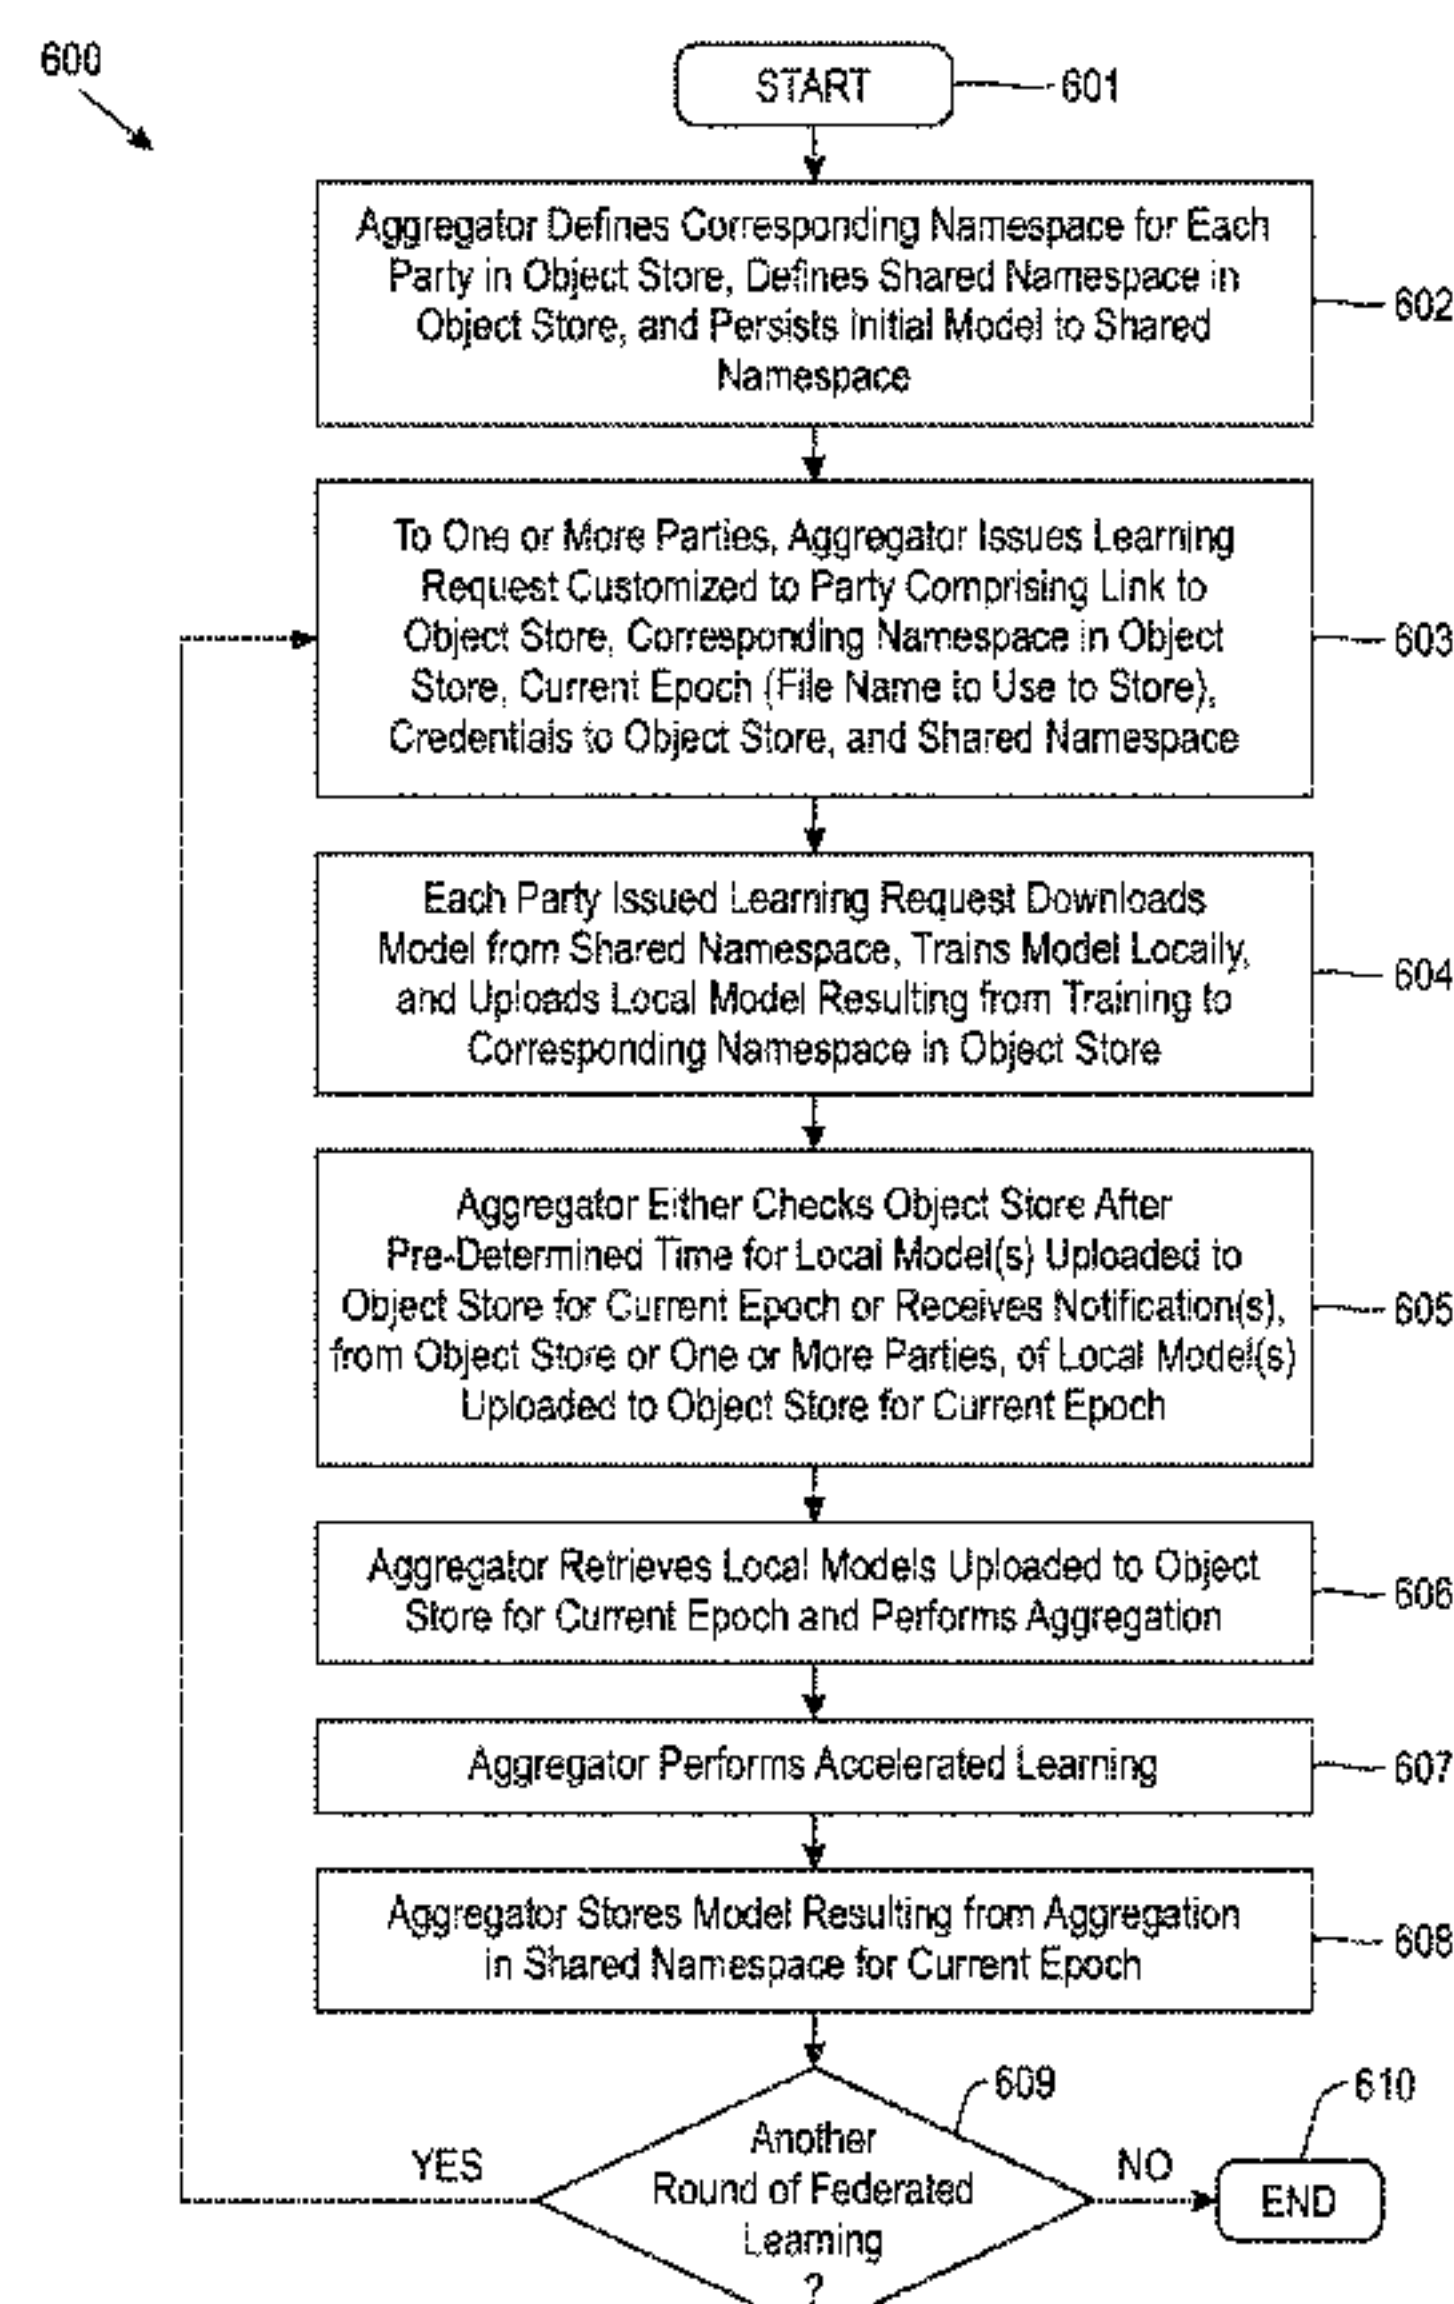 600
START
601
Aggregator Defines Corresponding Namespace for Each
Party in Object Store, Defines Shared Namespace in
Object Store, and Persists Initial Model to Shared
Namespace
602
To One or More Parties, Aggregator Issues Learning
Request Customized to Party Comprising Link to
Object Store, Corresponding Namespace in Object
Store, Current Epoch (File Name to Use to Store),
Credentials to Object Store, and Shared Namespace
603
Each Party Issued Learning Request Downloads
Model from Shared Namespace, Trains Model Locally,
and Uploads Local Model Resulting from Training to
Corresponding Namespace in Object Store
604
Aggregator Either Checks Object Store After
Pre-Determined Time for Local Model(s) Uploaded to
Object Store for Current Epoch or Receives Notification(s),
from Object Store or One or More Parties, of Local Model(s)
Uploaded to Object Store for Current Epoch
605
Aggregator Retrieves Local Models Uploaded to Object
Store for Current Epoch and Performs Aggregation
606
Aggregator Performs Accelerated Learning
607
Aggregator Stores Model Resulting from Aggregation
in Shared Namespace for Current Epoch
608
609
610
YES
Another
Round of Federated
Learning
?
NO
END